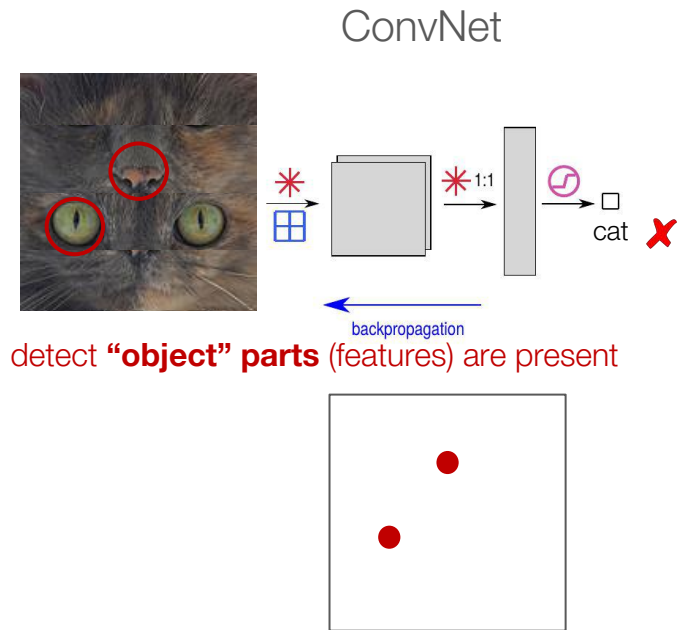 ConvNet
1:1
cat
backpropagation
detect “object” parts (features) are present